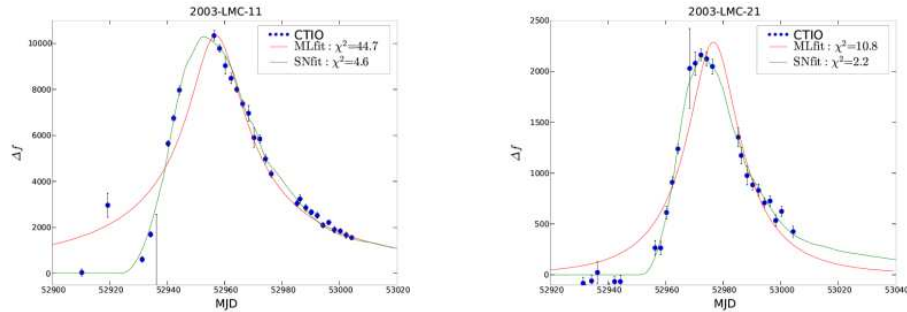 2003-LMC-11
CTIO
MLfit : χ²=44.7
SNfit : χ²=4.6
10000
8000
6000
4000
2000
0
Δf
52900 52920 52940 52960 52980 53000 53020
MJD
2003-LMC-21
CTIO
MLfit : χ²=10.8
SNfit : χ²=2.2
2500
2000
1500
1000
500
0
Δf
52920 52940 52960 52980 53000 53020 53040
MJD